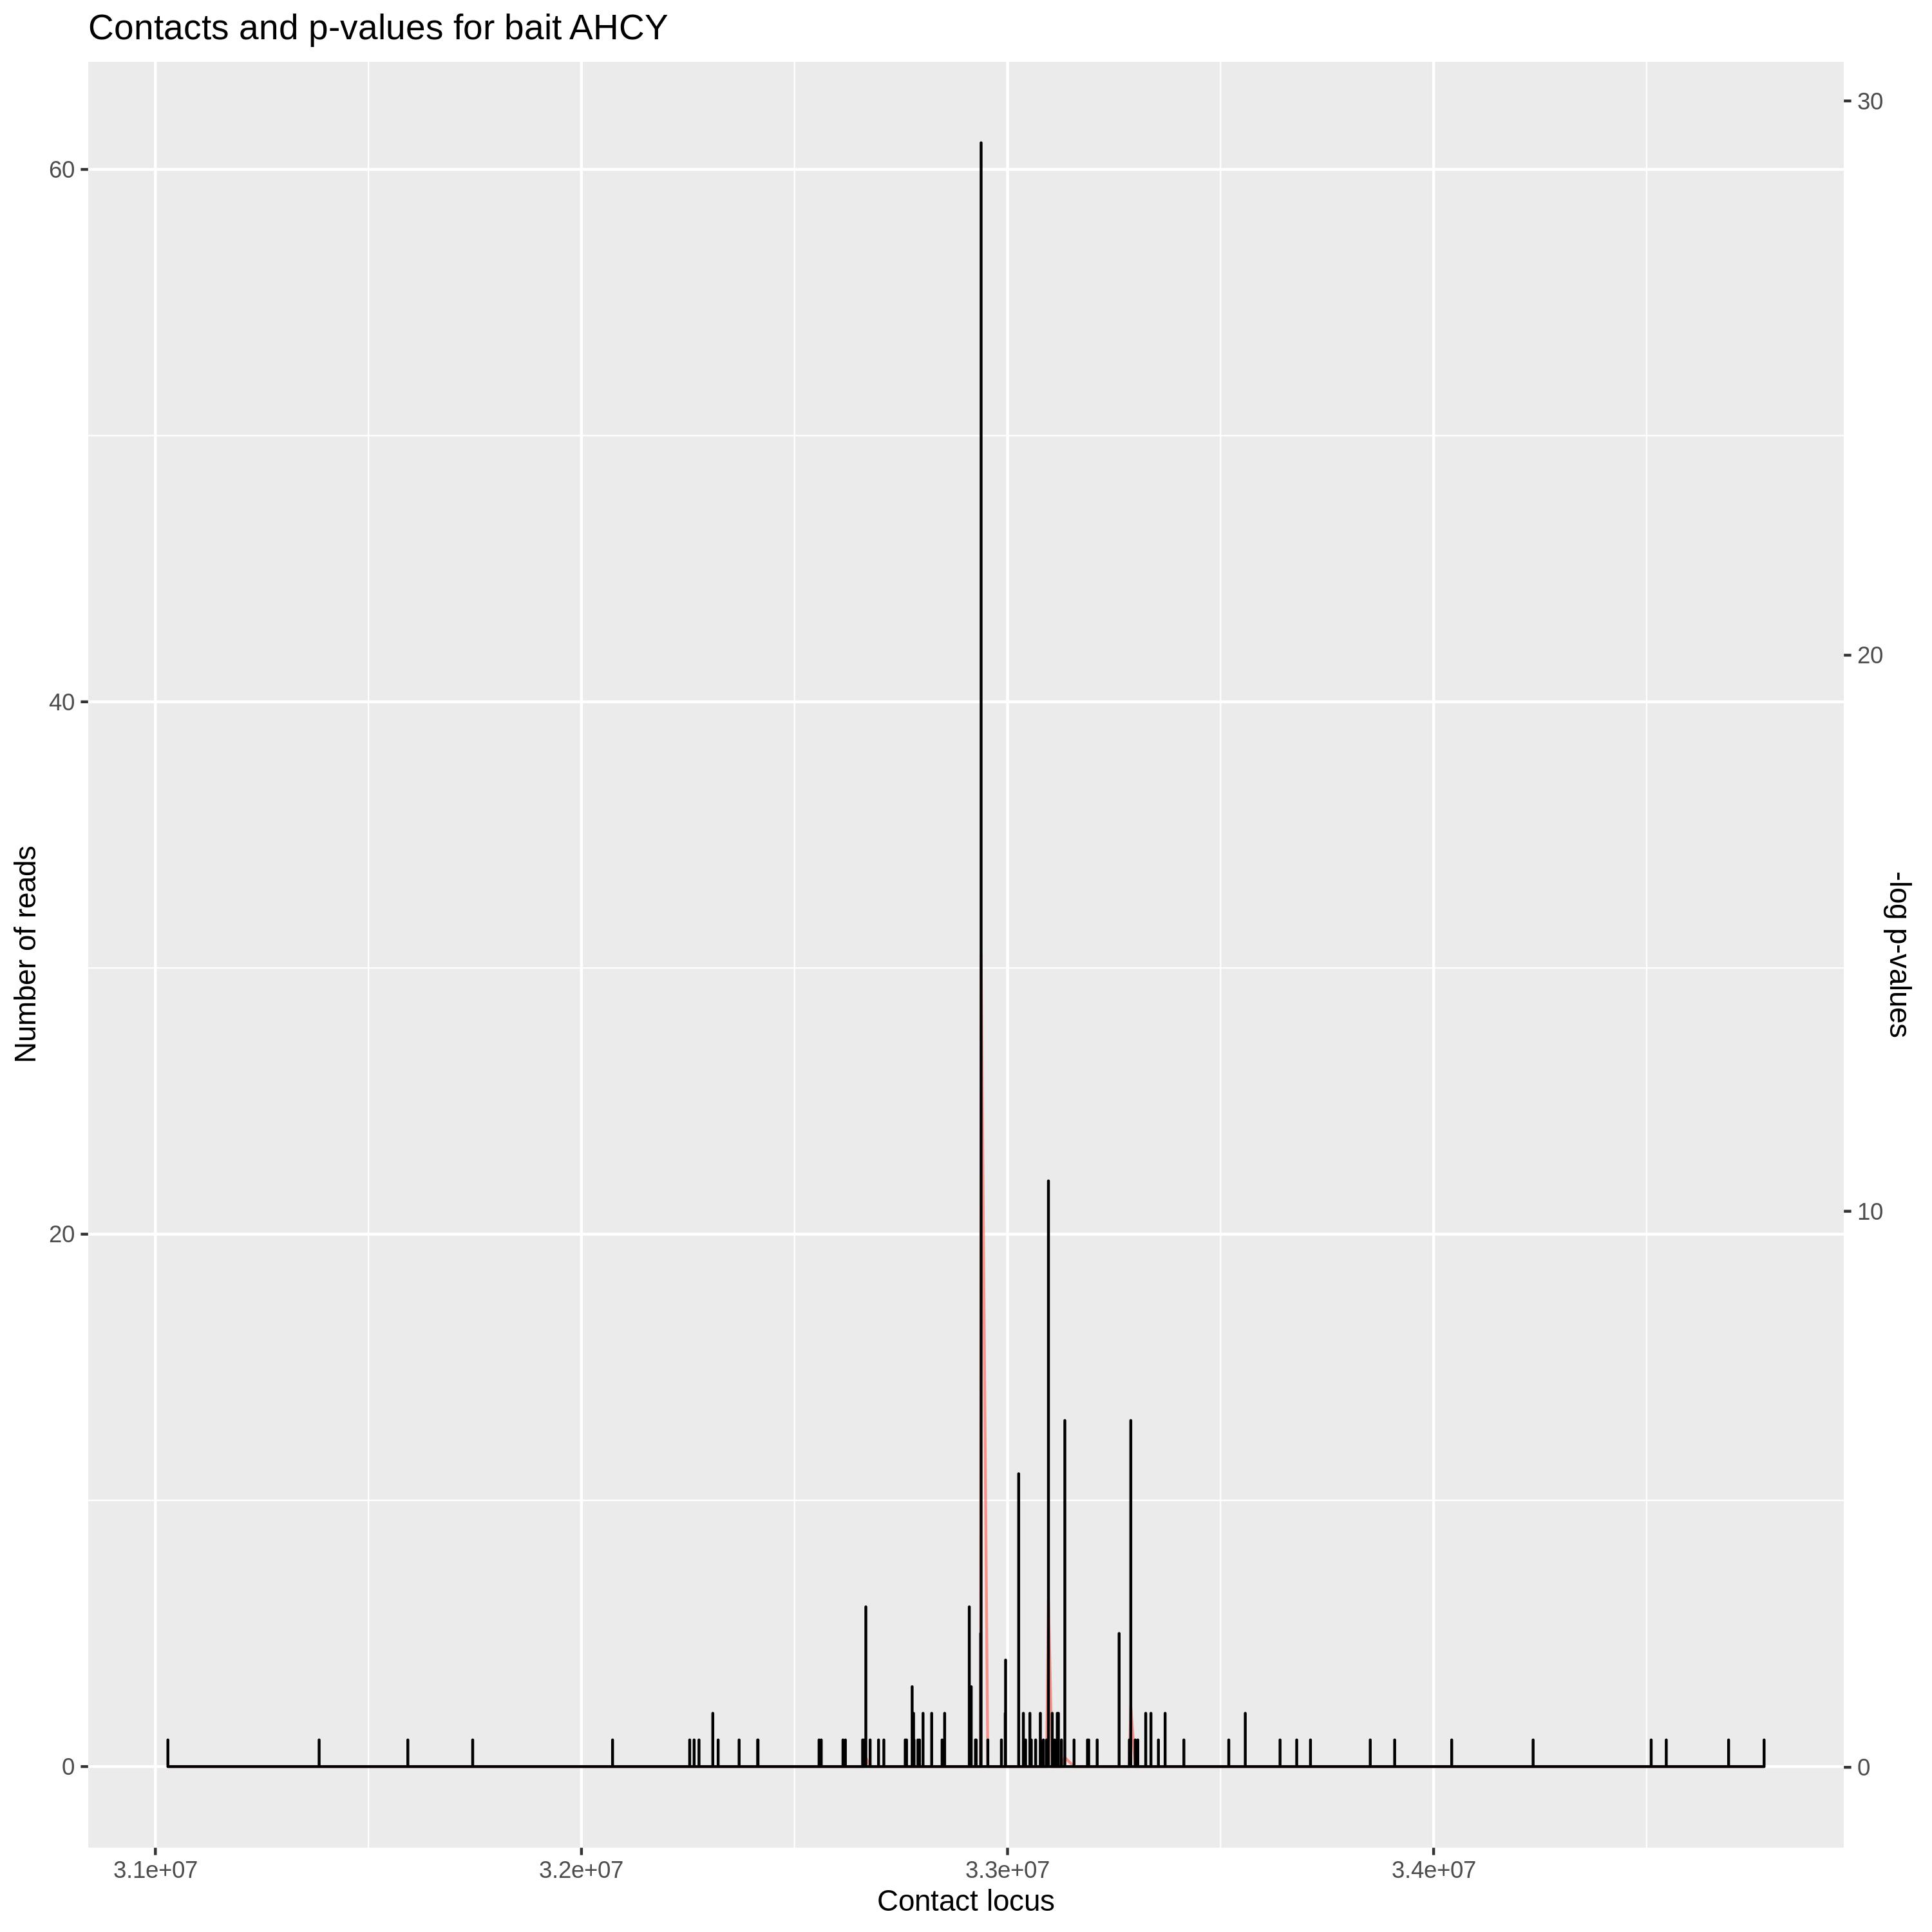 Contacts and p-values for bait AHCY
60
40
20
0
Number of reads
30
20
10
0
-log p-values
3.1e+07
3.2e+07
3.3e+07
3.4e+07
Contact locus